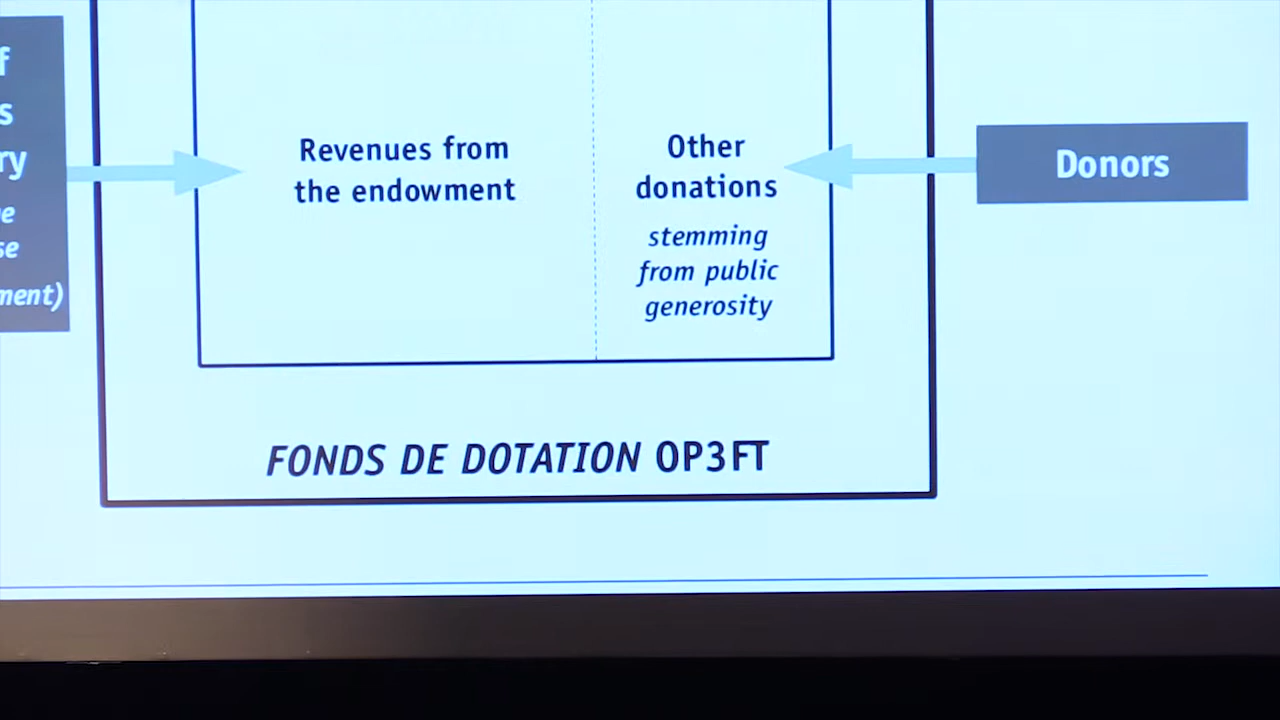 Revenues from
the endowment
Other
donations
stemming
from public
generosity
Donors
FONDS DE DOTATION OP3FT